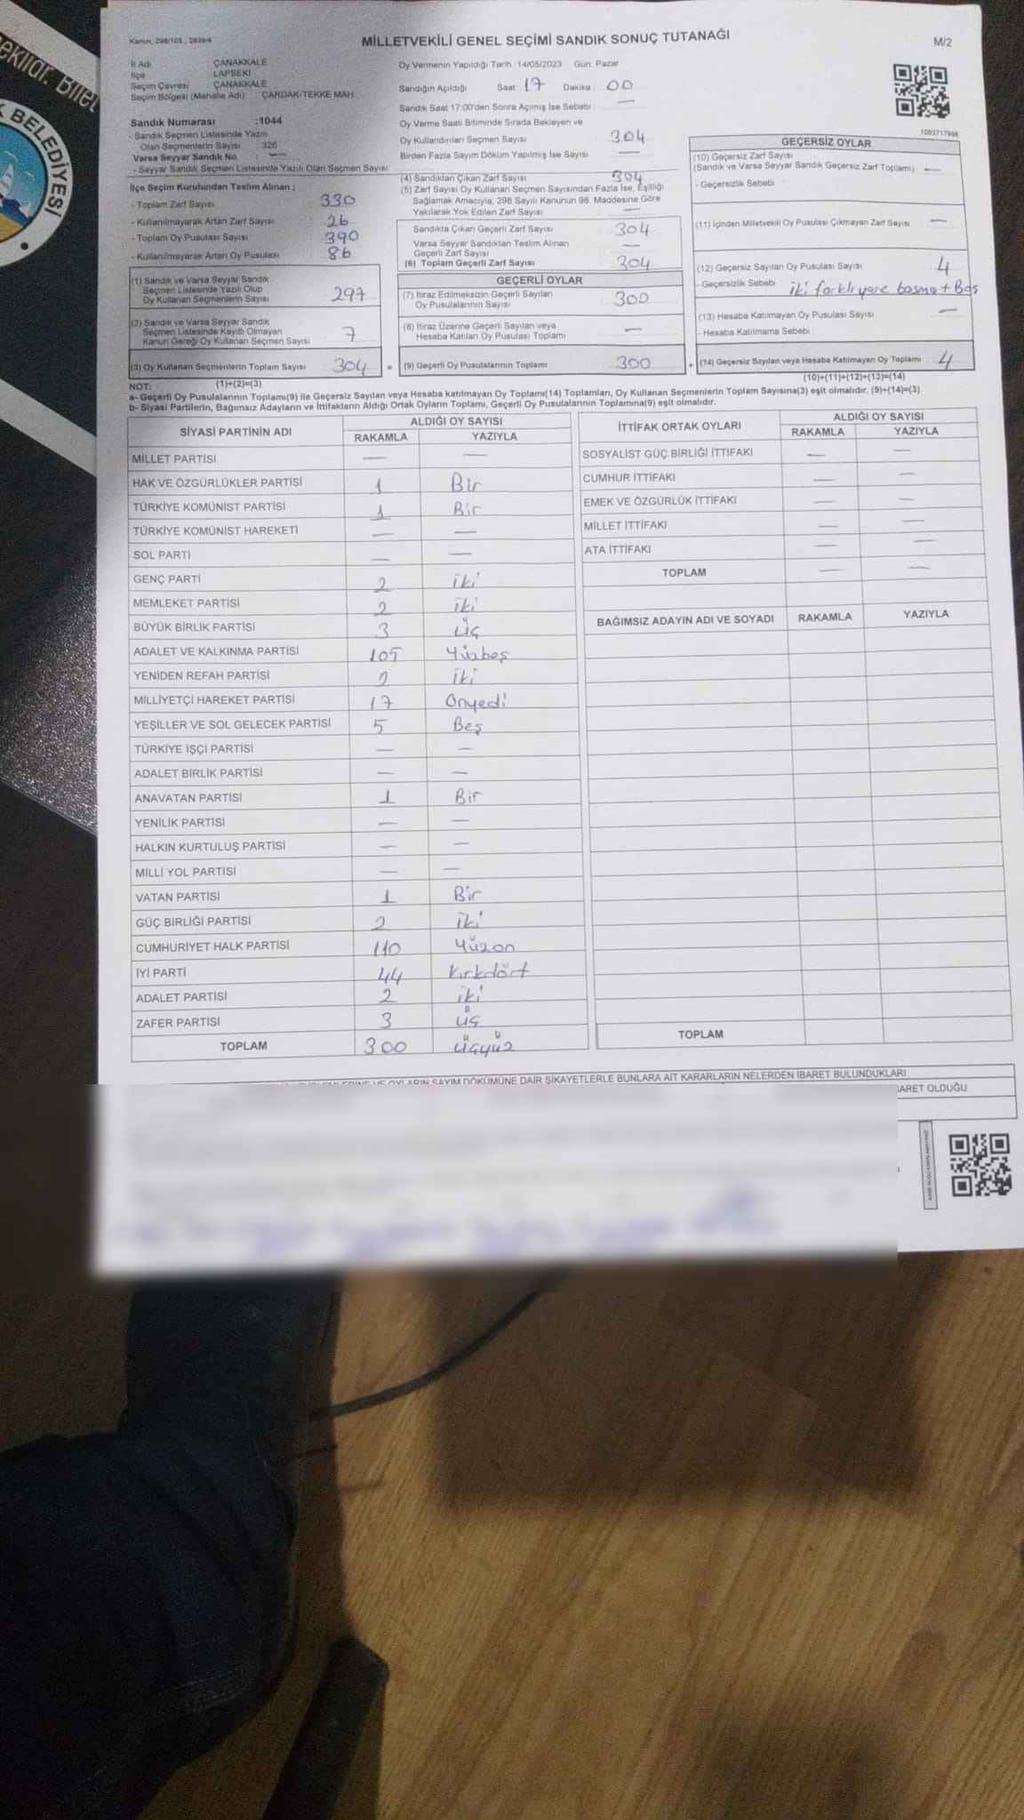 MİLLETVEKİLİ GENEL SEÇİMİ SANDIK SONUÇ TUTANAĞI
M/2
İl Adı ÇANAKKALE
İlçe LAPSEKİ
Seçim Çevresi ÇANAKKALE
Seçim Bölgesi (Mahalle Adı) : ÇARDAK-TEKKE MAH.
Oy Vermenin Yapıldığı Tarih :14/05/2023 Gün: Pazar
Sandığın Açıldığı Saat : 17 Dakika : 00
Sandık Saat 17:00'den Sonra Açılmış İse Sebebi : —
Sandık Numarası :1044
- Sandık Seçmen Listesinde Yazılı
Olan Seçmenlerin Sayısı : 326
Varsa Seyyar Sandık No : —
- Seyyar Sandık Seçmen Listesinde Yazılı Olan Seçmen Sayısı
Oy Verme Saati Bitiminde Sırada Bekleyen ve
Oy Kullandırılan Seçmen Sayısı 304
Birden Fazla Sayım Döküm Yapılmış İse Sayısı —
İlçe Seçim Kurulundan Teslim Alınan ;
- Toplam Zarf Sayısı 330
- Kullanılmayarak Artan Zarf Sayısı 26
- Toplam Oy Pusulası Sayısı 390
- Kullanılmayarak Artan Oy Pusulası 86
(4) Sandıktan Çıkan Zarf Sayısı 304
(5) Zarf Sayısı Oy Kullanan Seçmen Sayısından Fazla İse, Eşitliği
Sağlamak Amacıyla, 298 Sayılı Kanunun 98. Maddesine Göre
Yakılarak Yok Edilen Zarf Sayısı —
Sandıkta Çıkan Geçerli Zarf Sayısı 304
Varsa Seyyar Sandıktan Teslim Alınan
Geçerli Zarf Sayısı —
(6) Toplam Geçerli Zarf Sayısı 304
GEÇERSİZ OYLAR
(10) Geçersiz Zarf Sayısı
(Sandık ve Varsa Seyyar Sandık Geçersiz Zarf Toplamı) —
- Geçersizlik Sebebi
(11) İçinden Milletvekili Oy Pusulası Çıkmayan Zarf Sayısı —
(12) Geçersiz Sayılan Oy Pusulası Sayısı 4
- Geçersizlik Sebebi iki farklı yere basma + Boş
(13) Hesaba Katılmayan Oy Pusulası Sayısı —
- Hesaba Katılmama Sebebi
(14) Geçersiz Sayılan veya Hesaba Katılmayan Oy Toplamı 4
(10)+(11)+(12)+(13)=(14)
(1) Sandık ve Varsa Seyyar Sandık
Seçmen Listesinde Yazılı Olup
Oy Kullanan Seçmenlerin Sayısı 297
(2) Sandık ve Varsa Seyyar Sandık
Seçmen Listesinde Kayıtlı Olmayan
Kanun Gereği Oy Kullanan Seçmen Sayısı 7
(3) Oy Kullanan Seçmenlerin Toplam Sayısı 304
(1)+(2)=(3)
GEÇERLİ OYLAR
(7) İtiraz Edilmeksizin Geçerli Sayılan
Oy Pusulalarının Sayısı 300
(8) İtiraz Üzerine Geçerli Sayılan veya
Hesaba Katılan Oy Pusulası Toplamı —
(9) Geçerli Oy Pusulalarının Toplamı 300
NOT:
a- Geçerli Oy Pusulaları Toplamı(9) ile Geçersiz Sayılan veya Hesaba katılmayan Oy Toplamı(14) Toplamları, Oy Kullanan Seçmenlerin Toplam Sayısına(3) eşit olmalıdır. (9)+(14)=(3)
b- Siyasi Partilerin, Bağımsız Adayların ve İttifakların Aldığı Ortak Oyların Toplamı, Geçerli Oy Pusulalarının Toplamına(9) eşit olmalıdır.
SİYASİ PARTİNİN ADI ALDIĞI OY SAYISI
RAKAMLA YAZIYLA
MİLLET PARTİSİ — —
HAK VE ÖZGÜRLÜKLER PARTİSİ 1 Bir
TÜRKİYE KOMÜNİST PARTİSİ 1 Bir
TÜRKİYE KOMÜNİST HAREKETİ — —
SOL PARTİ — —
GENÇ PARTİ 2 iki
MEMLEKET PARTİSİ 2 iki
BÜYÜK BİRLİK PARTİSİ 3 üç
ADALET VE KALKINMA PARTİSİ 105 Yüzbeş
YENİDEN REFAH PARTİSİ 2 iki
MİLLİYETÇİ HAREKET PARTİSİ 17 Onyedi
YEŞİLLER VE SOL GELECEK PARTİSİ 5 Beş
TÜRKİYE İŞÇİ PARTİSİ — —
ADALET BİRLİK PARTİSİ — —
ANAVATAN PARTİSİ 1 Bir
YENİLİK PARTİSİ — —
HALKIN KURTULUŞ PARTİSİ — —
MİLLİ YOL PARTİSİ — —
VATAN PARTİSİ 1 Bir
GÜÇ BİRLİĞİ PARTİSİ 2 iki
CUMHURİYET HALK PARTİSİ 110 Yüzon
İYİ PARTİ 44 Kırkdört
ADALET PARTİSİ 2 iki
ZAFER PARTİSİ 3 üç
TOPLAM 300 üçyüz
İTTİFAK ORTAK OYLARI ALDIĞI OY SAYISI
RAKAMLA YAZIYLA
SOSYALİST GÜÇ BİRLİĞİ İTTİFAKI — —
CUMHUR İTTİFAKI — —
EMEK VE ÖZGÜRLÜK İTTİFAKI — —
MİLLET İTTİFAKI — —
ATA İTTİFAKI — —
TOPLAM — —
BAĞIMSIZ ADAYIN ADI VE SOYADI RAKAMLA YAZIYLA
TOPLAM
OYLARIN SAYIM DÖKÜMÜNE DAİR ŞİKAYETLERLE BUNLARA AİT KARARLARIN NELERDEN İBARET BULUNDUKLARI
OLDUĞU
BELEDİYESİ